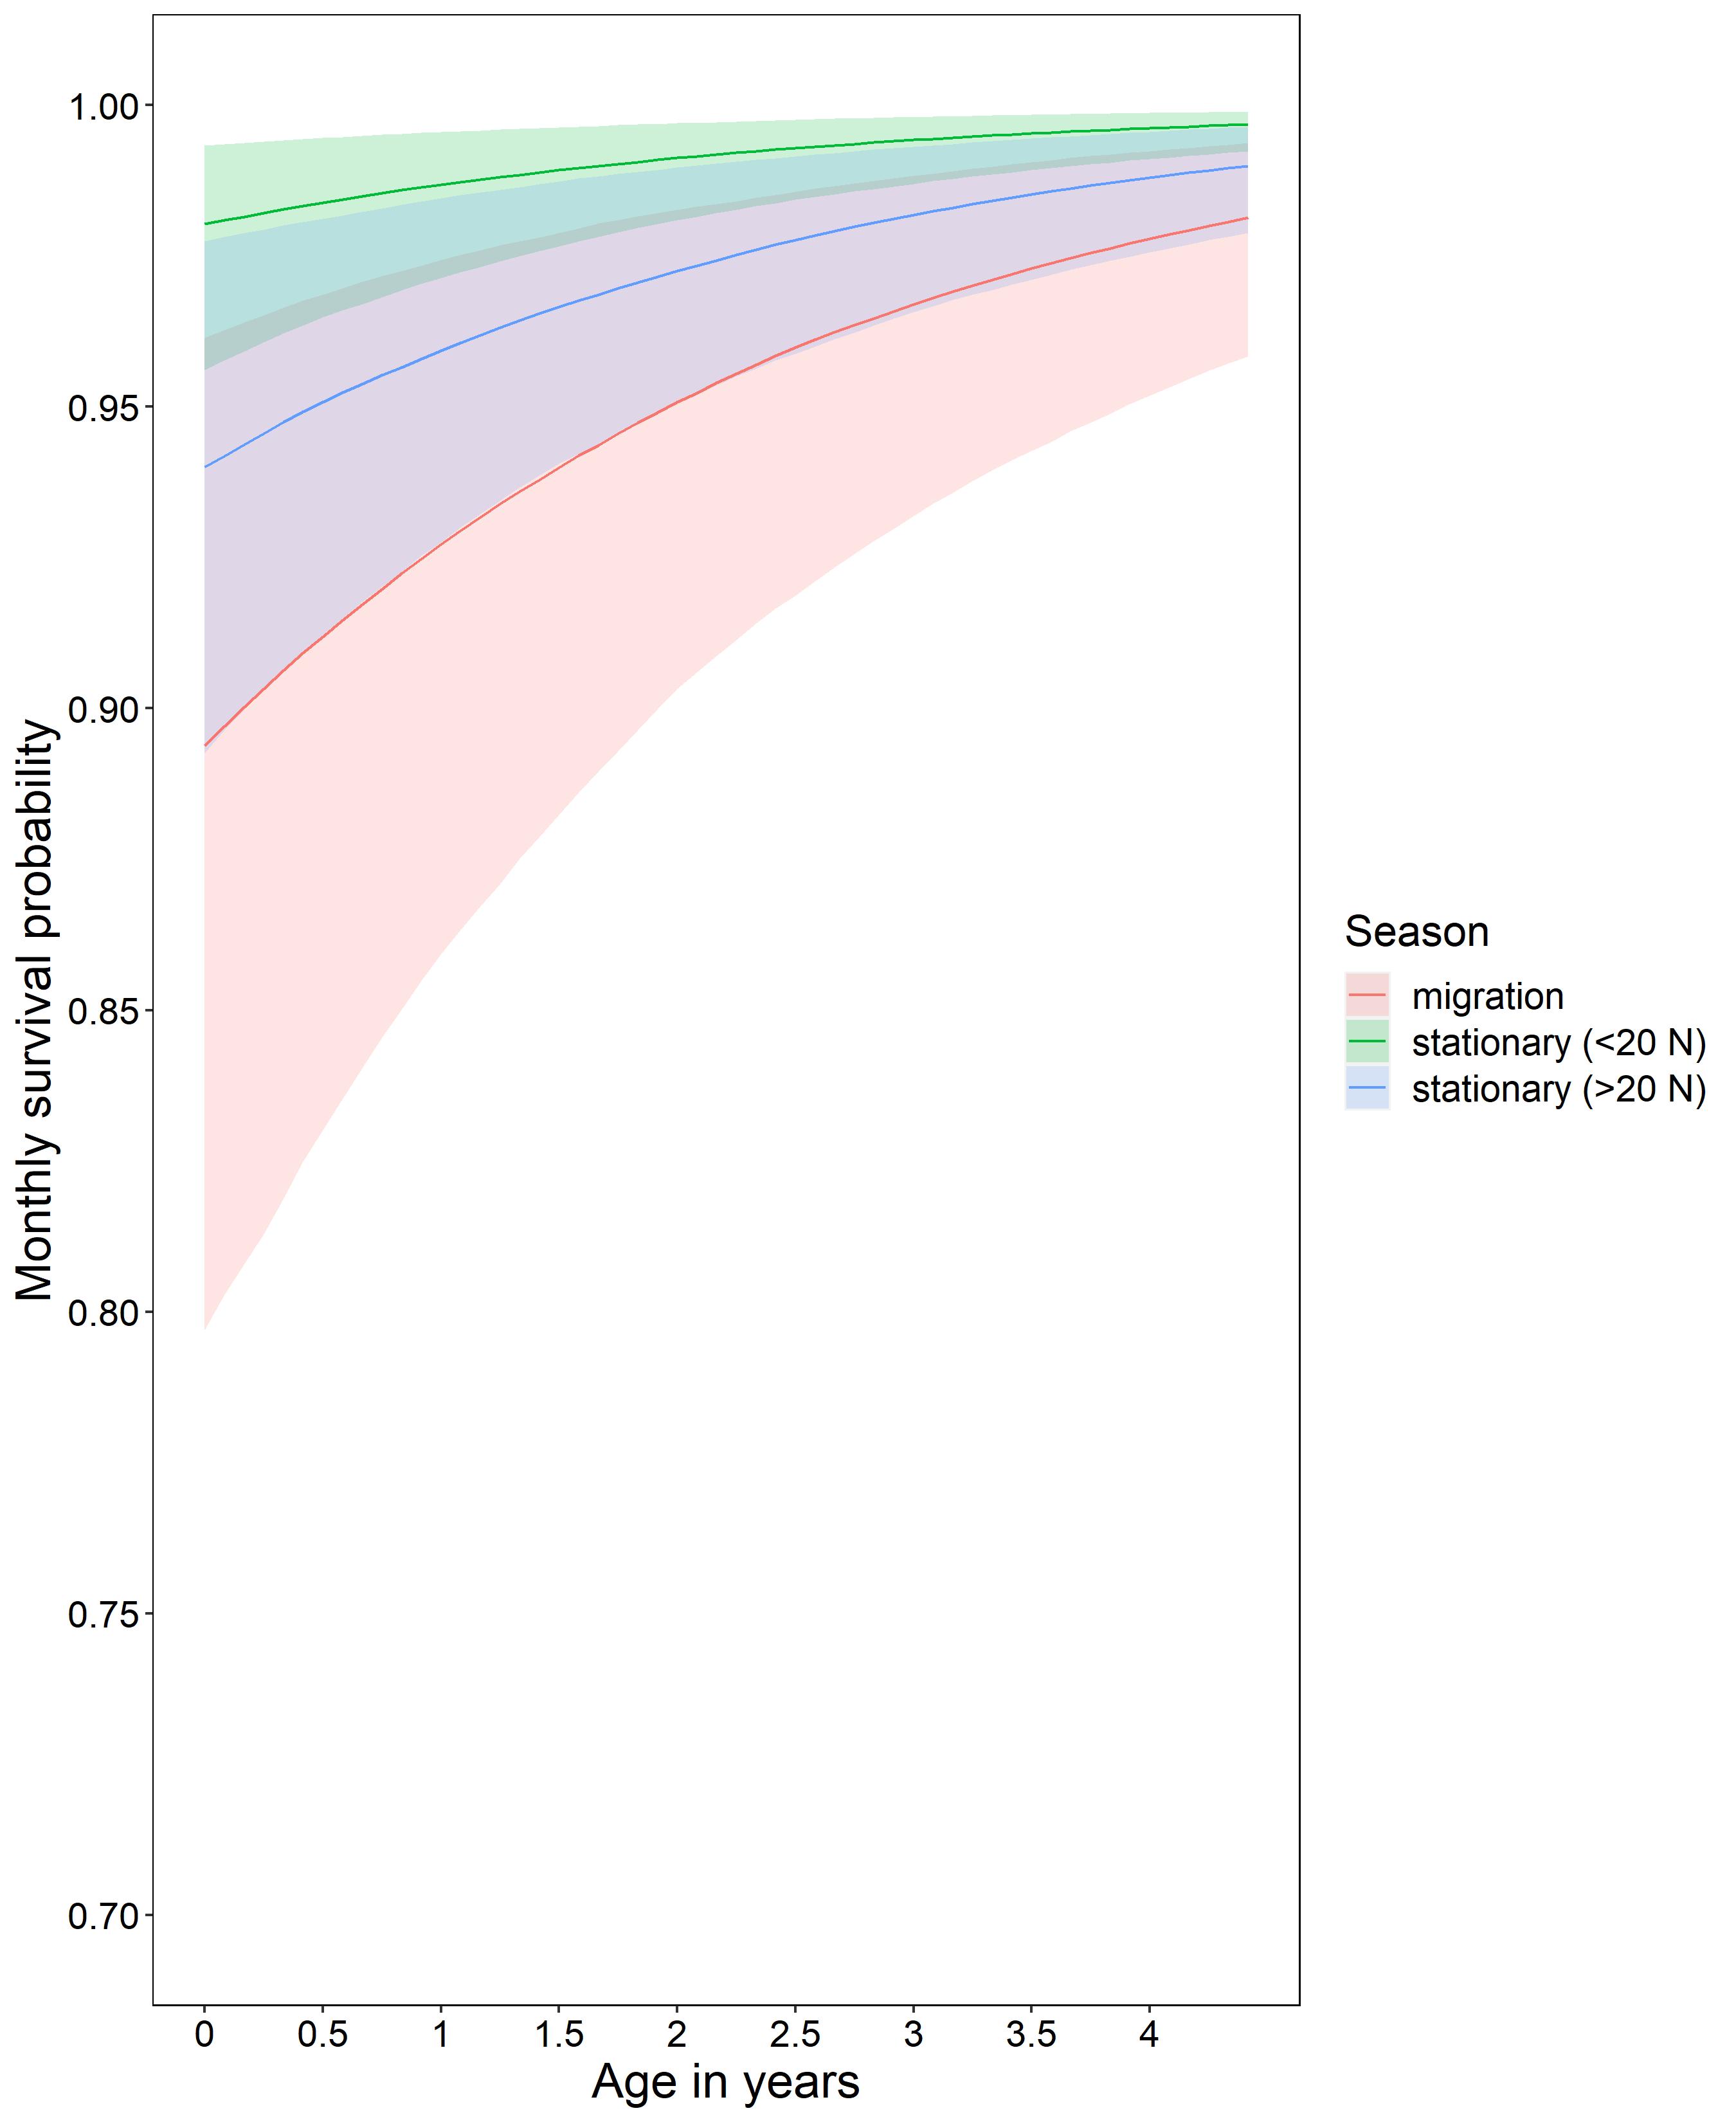 Monthly survival probability
1.00
0.95
0.90
0.85
0.80
0.75
0.70
0 0.5 1 1.5 2 2.5 3 3.5 4
Age in years
Season
migration
stationary (<20 N)
stationary (>20 N)